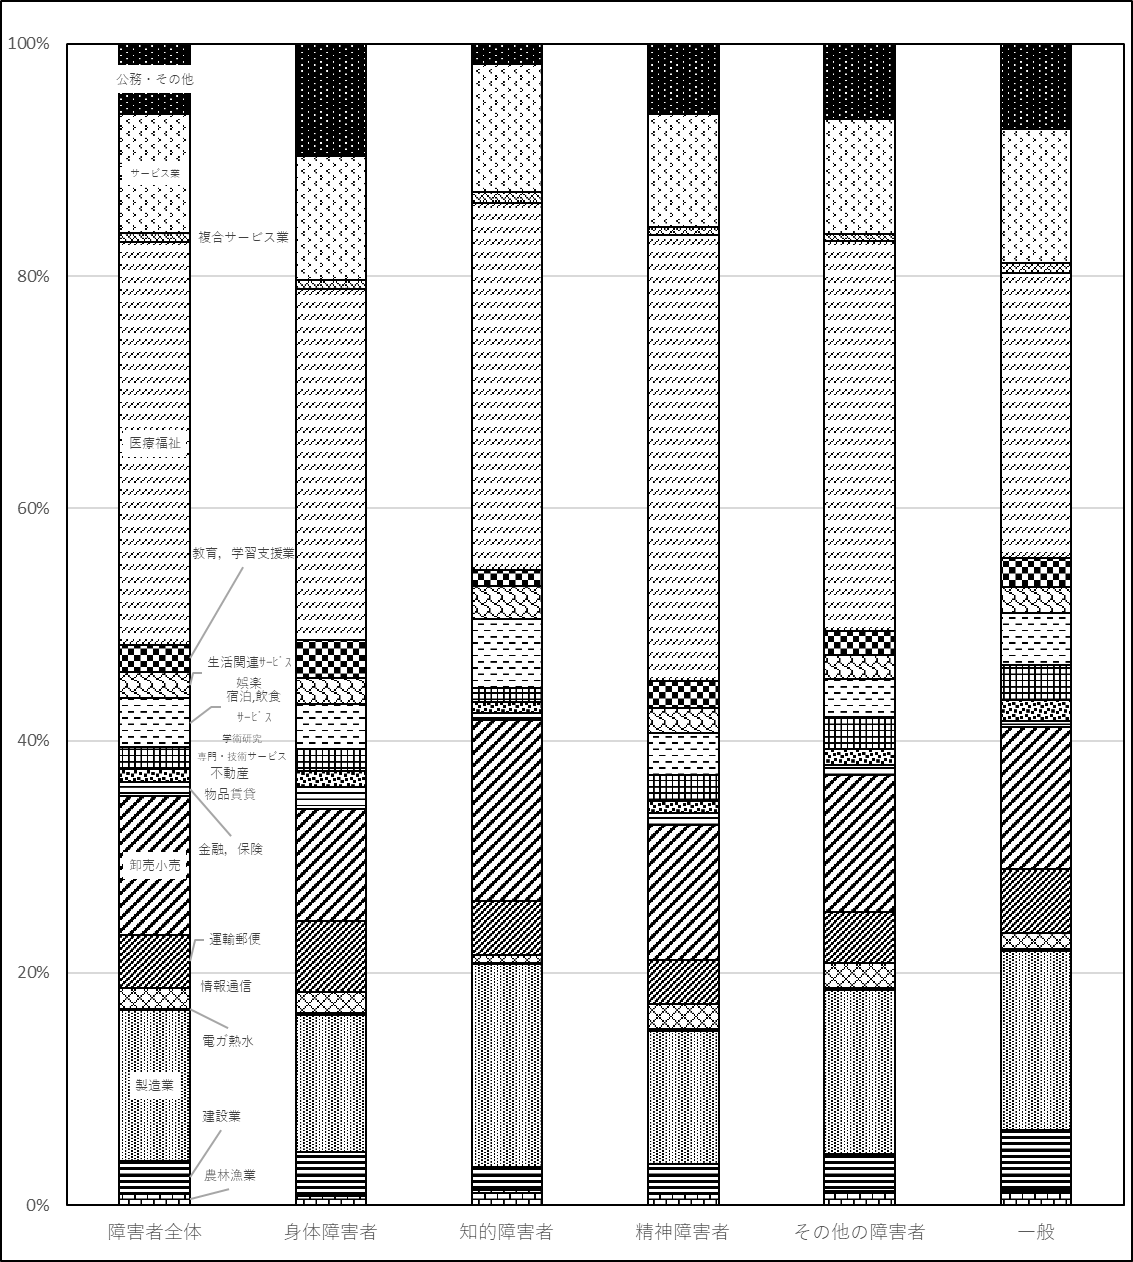 100%
公務・その他
サービス業
複合サービス業
80%
医療福祉
60%
教育，学習支援業
生活関連ｻｰﾋﾞｽ
娯楽
宿泊,飲食
ｻｰﾋﾞｽ
学術研究
40%
専門・技術サービス
不動産
物品賃貸
金融，保険
卸売小売
運輸郵便
20%
情報通信
電ガ熱水
製造業
建設業
農林漁業
0%
障害者全体
身体障害者
知的障害者
精神障害者
その他の障害者
一般